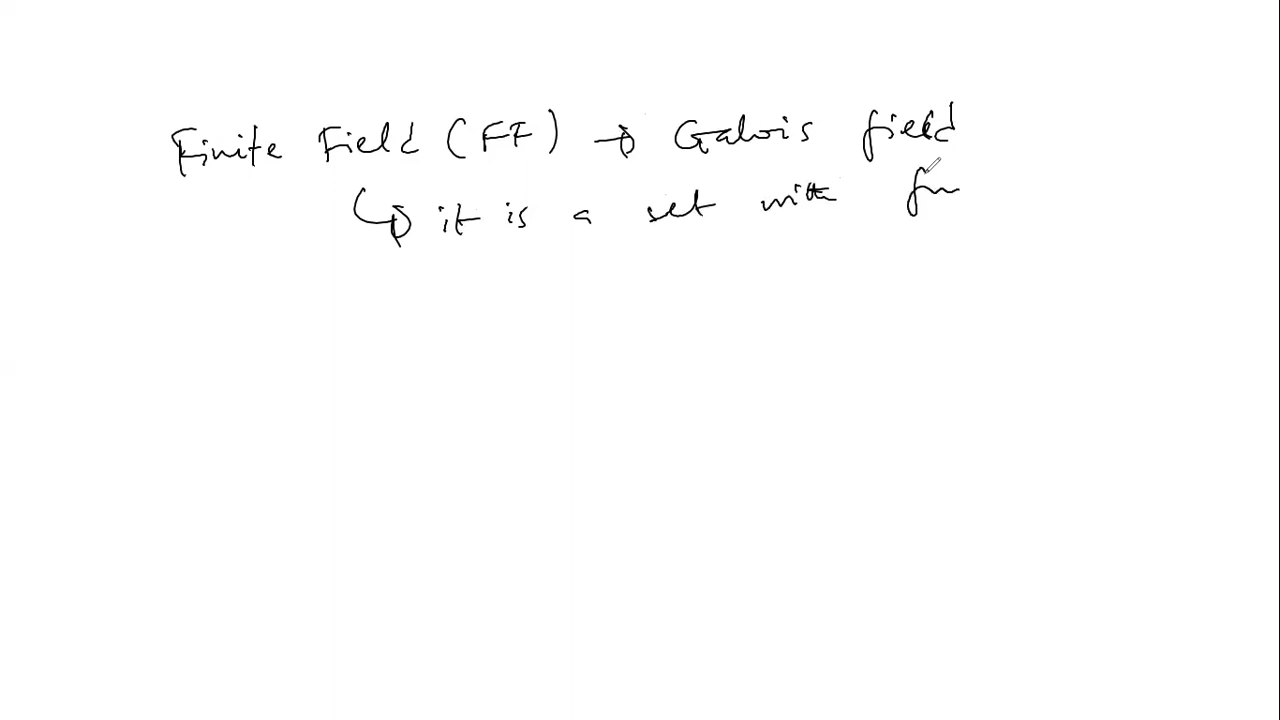 Finite Field (FF) → Galois field
↳ it is a set with